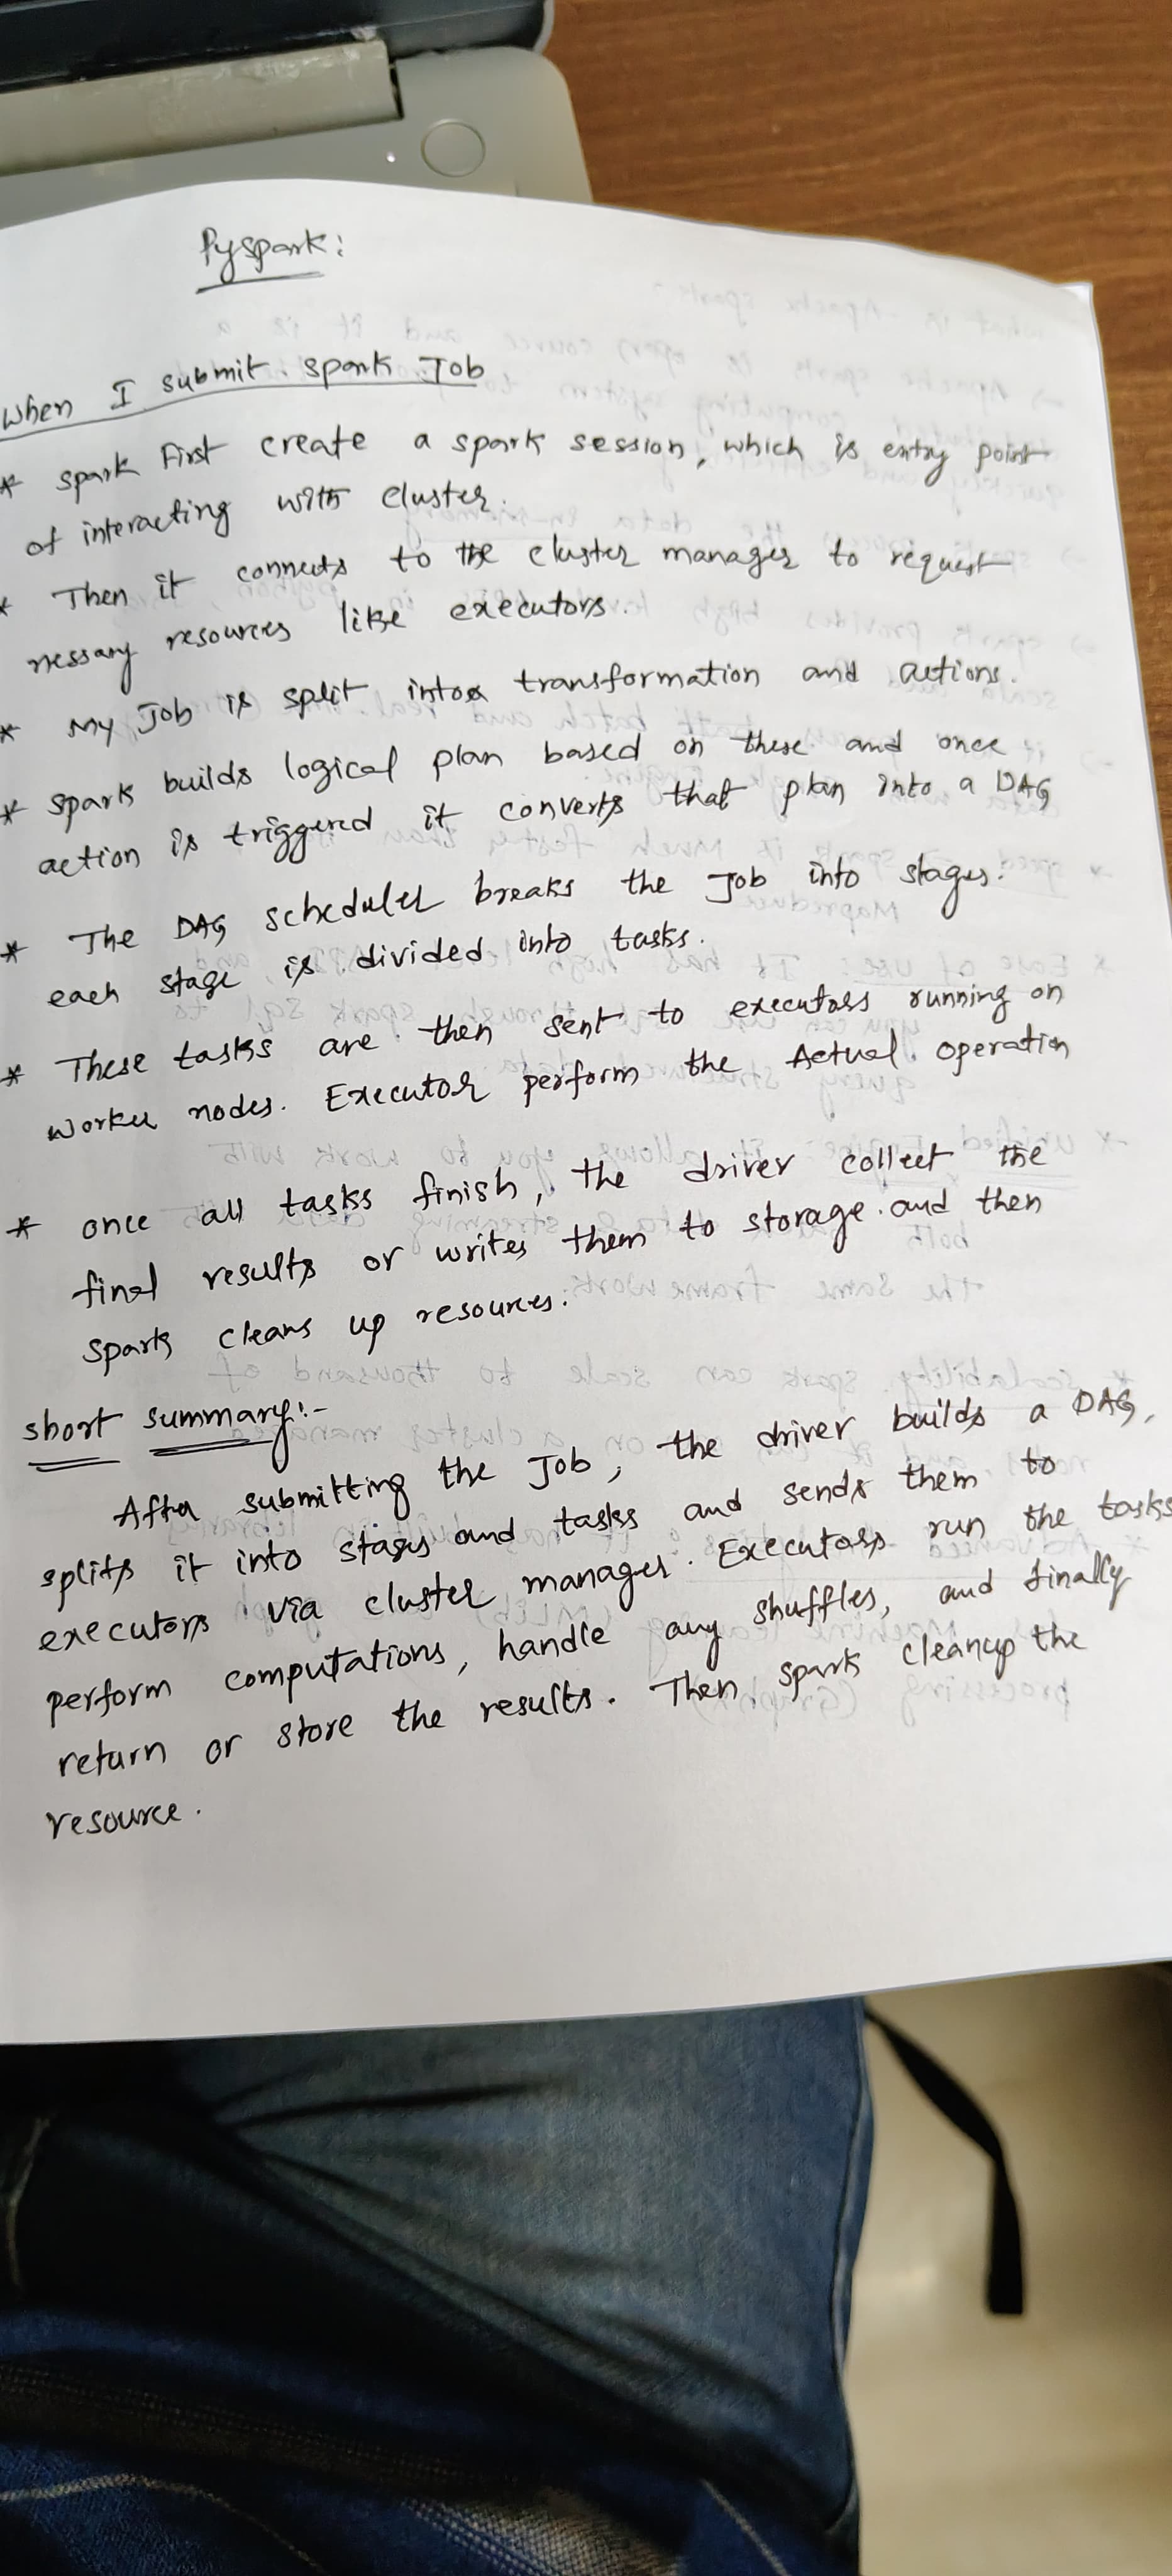 Pyspark:
When I submit spark Job
* spark First create a spark session, which is entry point
of interacting with cluster.
* Then it connects to the cluster manager to request
nessary resources like executors.
* My Job is split into transformation and actions.
* spark builds logical plan based on these and once
action is triggered it converts that plan into a DAG
* The DAG scheduler breaks the Job into stages.
each stage is divided into tasks.
* These tasks are then sent to executors running on
worker nodes. Executor perform the Actual operation
* once all tasks finish, the driver collect the
final results or writes them to storage and then
spark cleans up resources.
short summary:-
After submitting the Job, the driver builds a DAG,
splits it into stages and tasks and sends them to
executors via cluster manager. Executors run the tasks
perform computations, handle any shuffles, and finally
return or store the results. Then spark cleanup the
resource.